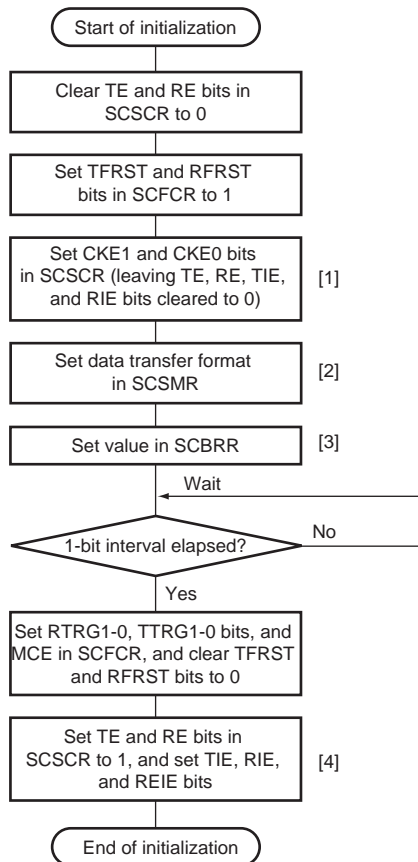 Start of initialization
Clear TE and RE bits in
SCSCR to 0
Set TFRST and RFRST
bits in SCFCR to 1
Set CKE1 and CKE0 bits
in SCSCR (leaving TE, RE, TIE,
and RIE bits cleared to 0)
[1]
Set data transfer format
in SCSMR
[2]
Set value in SCBRR
[3]
Wait
1-bit interval elapsed?
No
Yes
Set RTRG1-0, TTRG1-0 bits, and
MCE in SCFCR, and clear TFRST
and RFRST bits to 0
Set TE and RE bits in
SCSCR to 1, and set TIE, RIE,
and REIE bits
[4]
End of initialization